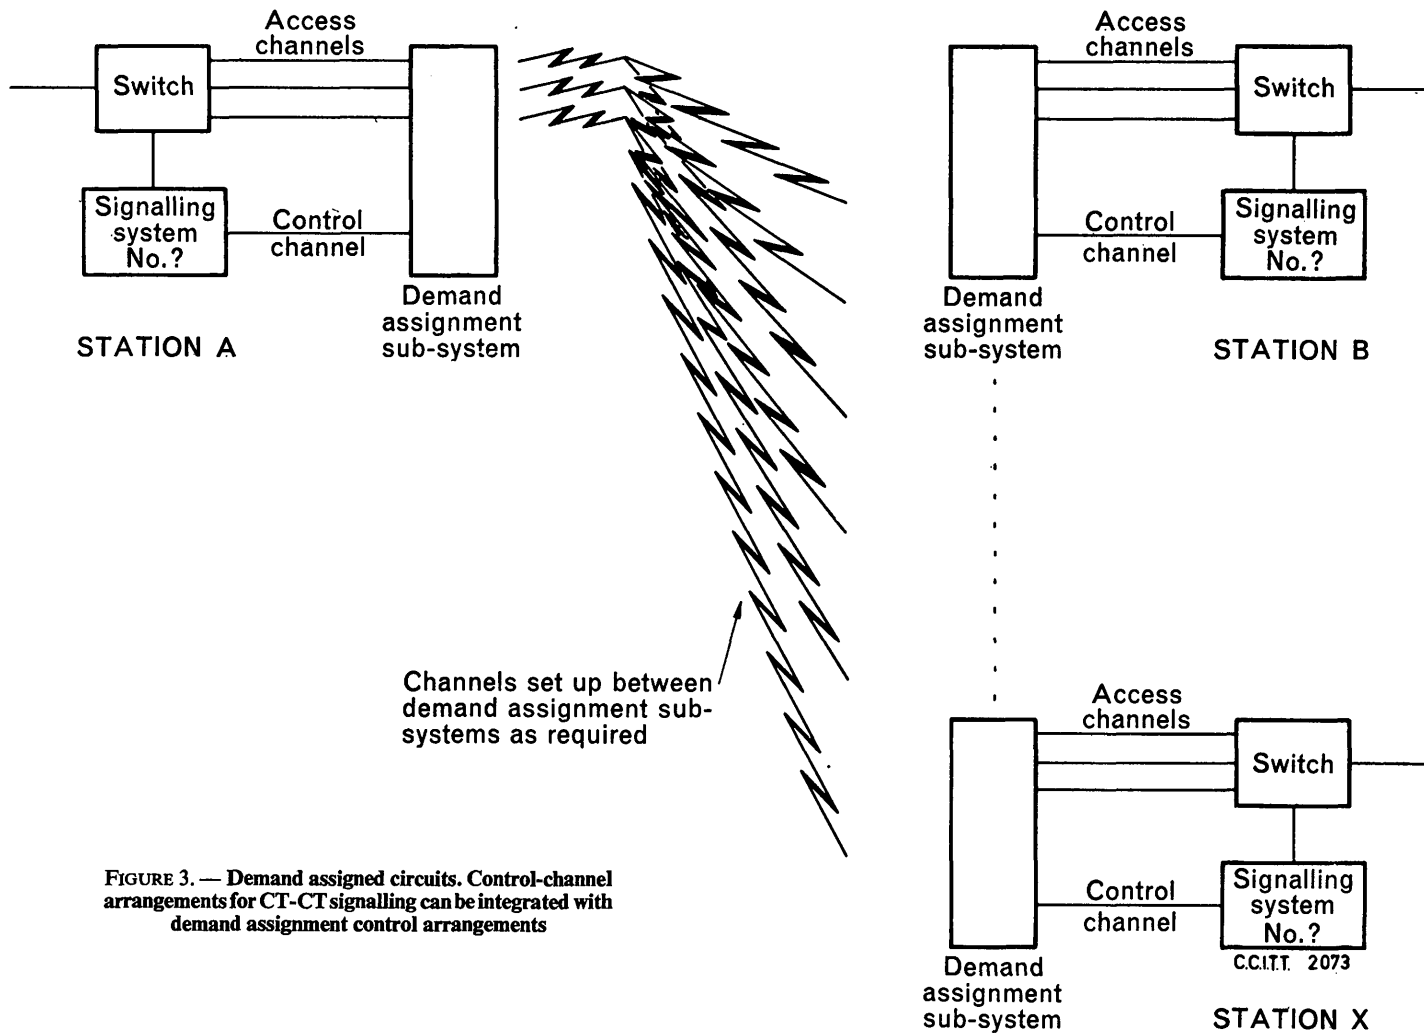 Access
channels
Switch
Signalling
system
No.?
Control
channel
Demand
assignment
sub-system
STATION A
Access
channels
Switch
Signalling
system
No.?
Control
channel
Demand
assignment
sub-system
STATION B
Channels set up between
demand assignment sub-
systems as required
Access
channels
Switch
Signalling
system
No.?
Control
channel
C.C.I.T.T. 2073
Demand
assignment
sub-system
STATION X
FIGURE 3. — Demand assigned circuits. Control-channel
arrangements for CT-CT signalling can be integrated with
demand assignment control arrangements